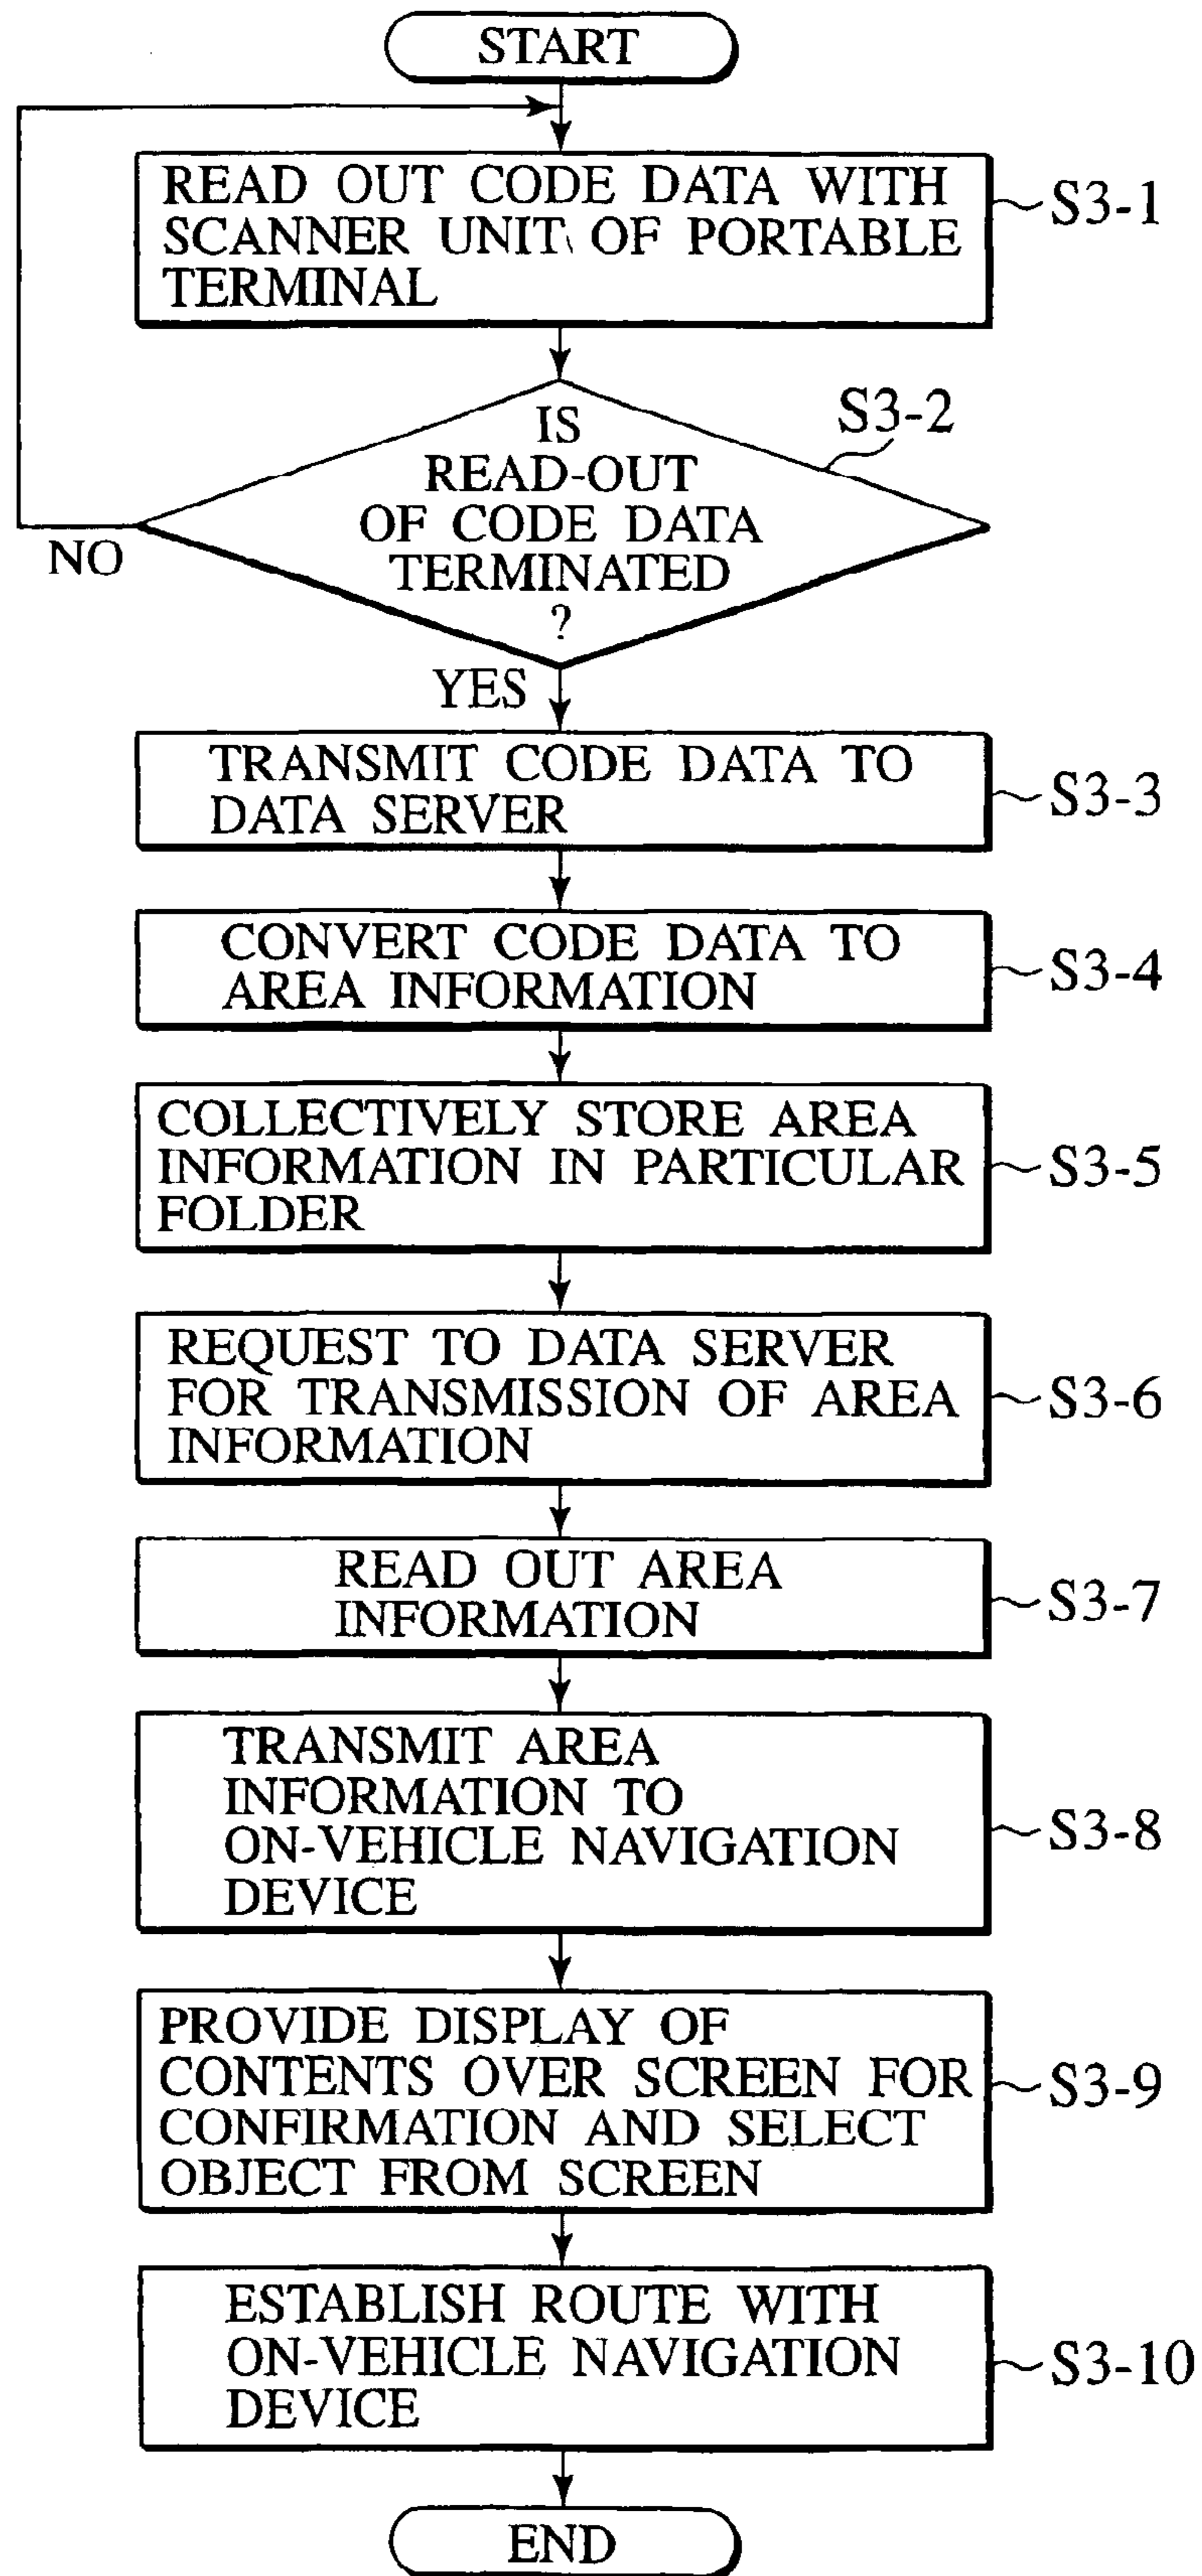 START
READ OUT CODE DATA WITH
SCANNER UNIT OF PORTABLE
TERMINAL
S3-1
S3-2
IS
READ-OUT
OF CODE DATA
TERMINATED
?
NO
YES
TRANSMIT CODE DATA TO
DATA SERVER
S3-3
CONVERT CODE DATA TO
AREA INFORMATION
S3-4
COLLECTIVELY STORE AREA
INFORMATION IN PARTICULAR
FOLDER
S3-5
REQUEST TO DATA SERVER
FOR TRANSMISSION OF AREA
INFORMATION
S3-6
READ OUT AREA
INFORMATION
S3-7
TRANSMIT AREA
INFORMATION TO
ON-VEHICLE NAVIGATION
DEVICE
S3-8
PROVIDE DISPLAY OF
CONTENTS OVER SCREEN FOR
CONFIRMATION AND SELECT
OBJECT FROM SCREEN
S3-9
ESTABLISH ROUTE WITH
ON-VEHICLE NAVIGATION
DEVICE
S3-10
END